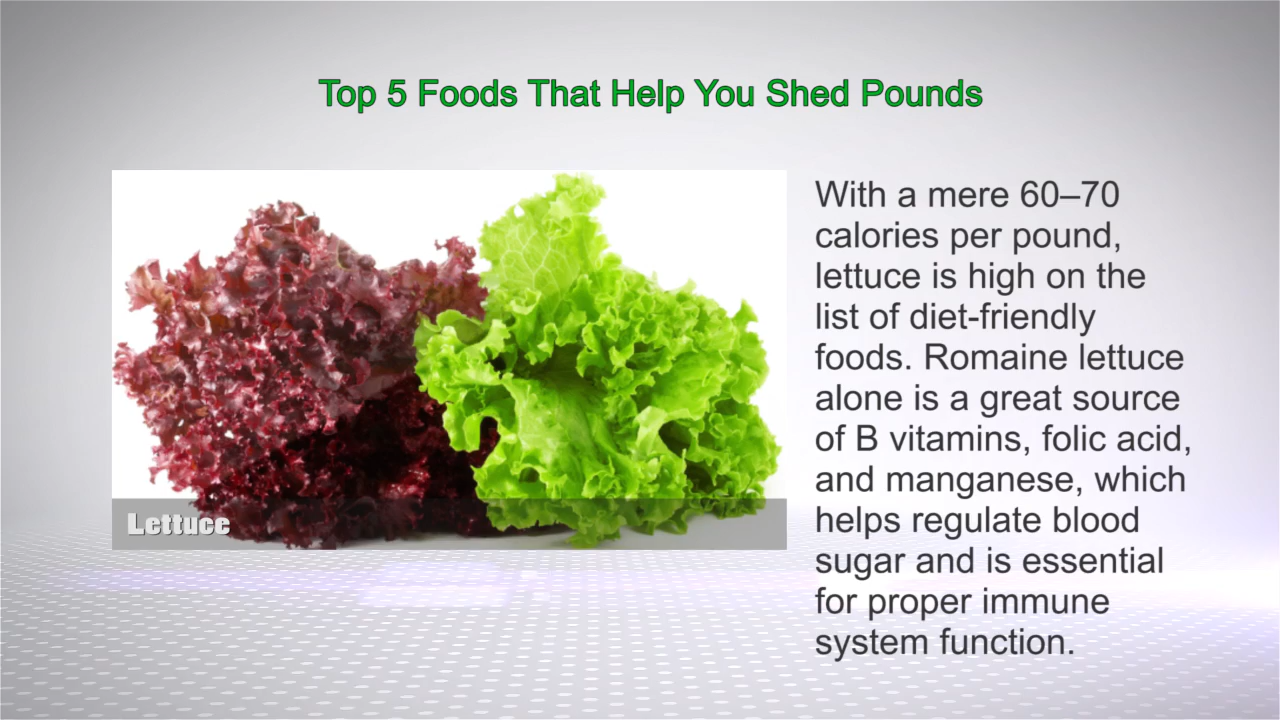 Top 5 Foods That Help You Shed Pounds
With a mere 60–70
calories per pound,
lettuce is high on the
list of diet-friendly
foods. Romaine lettuce
alone is a great source
of B vitamins, folic acid,
and manganese, which
helps regulate blood
sugar and is essential
for proper immune
system function.
Lettuce